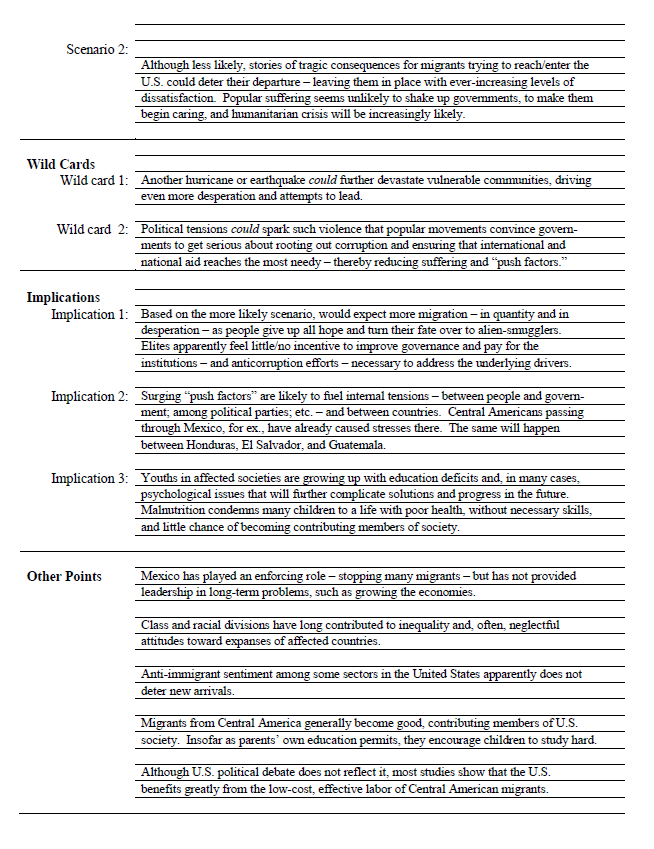 Scenario 2:
Although less likely, stories of tragic consequences for migrants trying to reach/enter the
U.S. could deter their departure – leaving them in place with ever-increasing levels of
dissatisfaction.  Popular suffering seems unlikely to shake up governments, to make them
begin caring, and humanitarian crisis will be increasingly likely.
Wild Cards
Wild card 1: Another hurricane or earthquake could further devastate vulnerable communities, driving
even more desperation and attempts to lead.
Wild card  2: Political tensions could spark such violence that popular movements convince govern-
ments to get serious about rooting out corruption and ensuring that international and
national aid reaches the most needy – thereby reducing suffering and “push factors.”
Implications
Implication 1: Based on the more likely scenario, would expect more migration – in quantity and in
desperation – as people give up all hope and turn their fate over to alien-smugglers.
Elites apparently feel little/no incentive to improve governance and pay for the
institutions – and anticorruption efforts – necessary to address the underlying drivers.
Implication 2: Surging “push factors” are likely to fuel internal tensions – between people and govern-
ment; among political parties; etc. – and between countries.  Central Americans passing
through Mexico, for ex., have already caused stresses there.  The same will happen
between Honduras, El Salvador, and Guatemala.
Implication 3: Youths in affected societies are growing up with education deficits and, in many cases,
psychological issues that will further complicate solutions and progress in the future.
Malnutrition condemns many children to a life with poor health, without necessary skills,
and little chance of becoming contributing members of society.
Other Points Mexico has played an enforcing role – stopping many migrants – but has not provided
leadership in long-term problems, such as growing the economies.
Class and racial divisions have long contributed to inequality and, often, neglectful
attitudes toward expanses of affected countries.
Anti-immigrant sentiment among some sectors in the United States apparently does not
deter new arrivals.
Migrants from Central America generally become good, contributing members of U.S.
society.  Insofar as parents’ own education permits, they encourage children to study hard.
Although U.S. political debate does not reflect it, most studies show that the U.S.
benefits greatly from the low-cost, effective labor of Central American migrants.